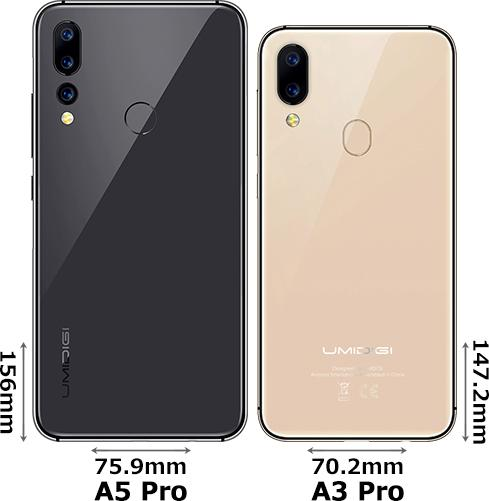 UMIDIGI
156mm
75.9mm
A5 Pro
UMIDIGI
147.2mm
70.2mm
A3 Pro